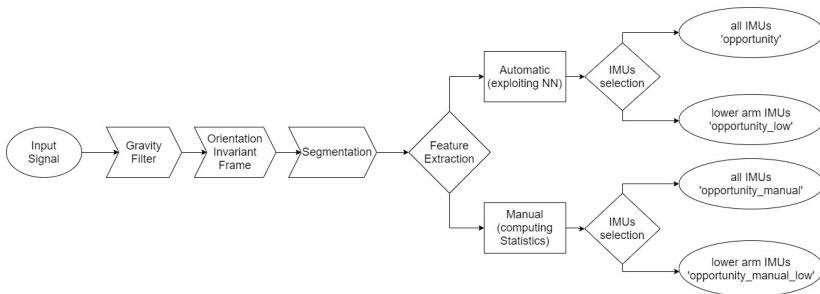 Input
Signal
Gravity
Filter
Orientation
Invariant
Frame
Segmentation
Feature
Extraction
Automatic
(exploiting NN)
IMUs
selection
all IMUs
'opportunity'
lower arm IMUs
'opportunity_low'
Manual
(computing
Statistics)
IMUs
selection
all IMUs
'opportunity_manual'
lower arm IMUs
'opportunity_manual_low'